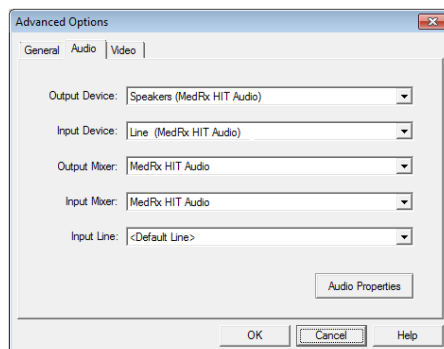 Advanced Options
General Audio Video
Output Device: Speakers (MedRx HIT Audio)
Input Device: Line (MedRx HIT Audio)
Output Mixer: MedRx HIT Audio
Input Mixer: MedRx HIT Audio
Input Line: <Default Line>
Audio Properties
OK Cancel Help